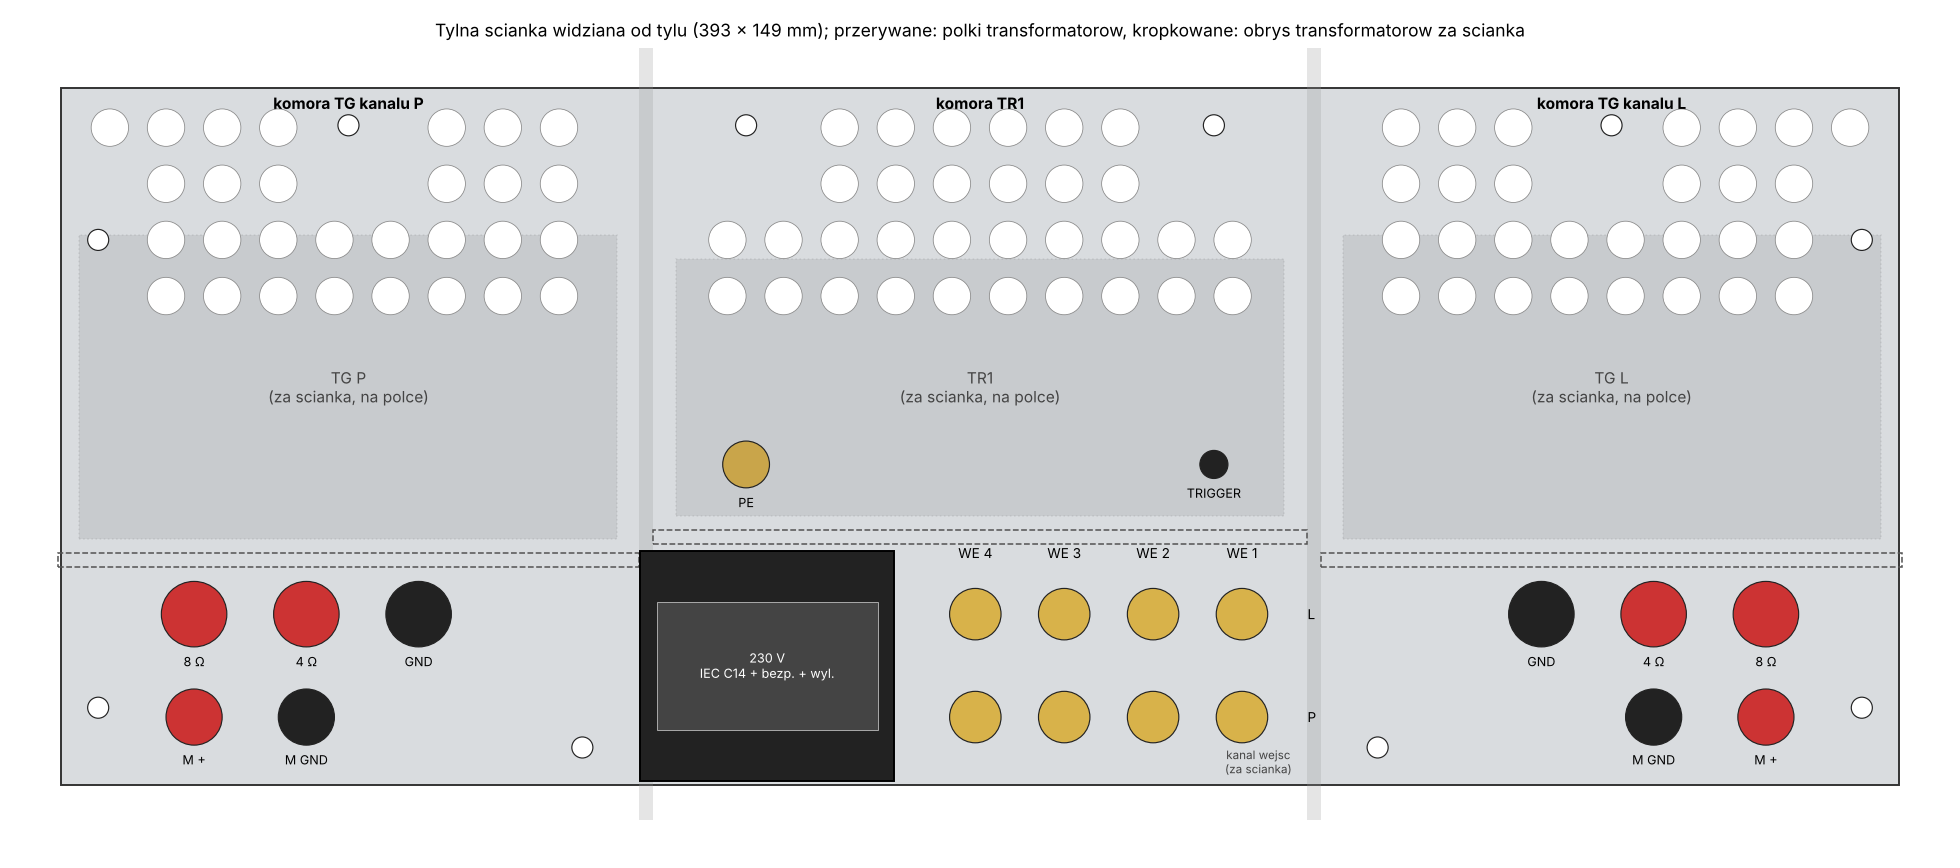 Tylna scianka widziana od tylu (393 × 149 mm); przerywane: polki transformatorow, kropkowane: obrys transformatorow za scianka
komora TG kanalu P
komora TR1
komora TG kanalu L
TG P
(za scianka, na polce)
TR1
(za scianka, na polce)
TG L
(za scianka, na polce)
PE
TRIGGER
WE 4
WE 3
WE 2
WE 1
L
8 Ω
4 Ω
GND
230 V
IEC C14 + bezp. + wyl.
GND
4 Ω
8 Ω
P
M +
M GND
kanal wejsc
(za scianka)
M GND
M +